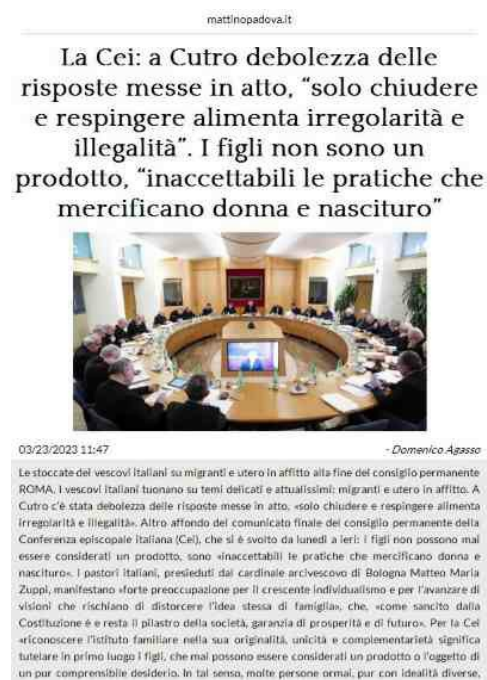 mattinopadova.it
La Cei: a Cutro debolezza delle
risposte messe in atto, “solo chiudere
e respingere alimenta irregolarità e
illegalità”. I figli non sono un
prodotto, “inaccettabili le pratiche che
mercificano donna e nascituro”
03/23/2023 11:47
- Domenico Agasso
Le stoccate dei vescovi italiani su migranti e utero in affitto alla fine del consiglio permanente
ROMA. I vescovi italiani tuonano su temi delicati e attualissimi: migranti e utero in affitto. A
Cutro c’è stata debolezza delle risposte messe in atto, «solo chiudere e respingere alimenta
irregolarità e illegalità». Altro affondo del comunicato finale del consiglio permanente della
Conferenza episcopale italiana (Cei), che si è svolto da lunedì a ieri: i figli non possono mai
essere considerati un prodotto, sono «inaccettabili le pratiche che mercificano donna e
nascituro». I pastori italiani, presieduti dal cardinale arcivescovo di Bologna Matteo Maria
Zuppi, manifestano «forte preoccupazione per il crescente individualismo e per l’avanzare di
visioni che rischiano di distorcere l’idea stessa di famiglia», che, «come sancito dalla
Costituzione è e resta il pilastro della società, garanzia di prosperità e di futuro». Per la Cei
«riconoscere l’istituto familiare nella sua originalità, unicità e complementarietà significa
tutelare in primo luogo i figli, che mai possono essere considerati un prodotto o l’oggetto di
un pur comprensibile desiderio. In tal senso, molte persone ormai, pur con idealità diverse,